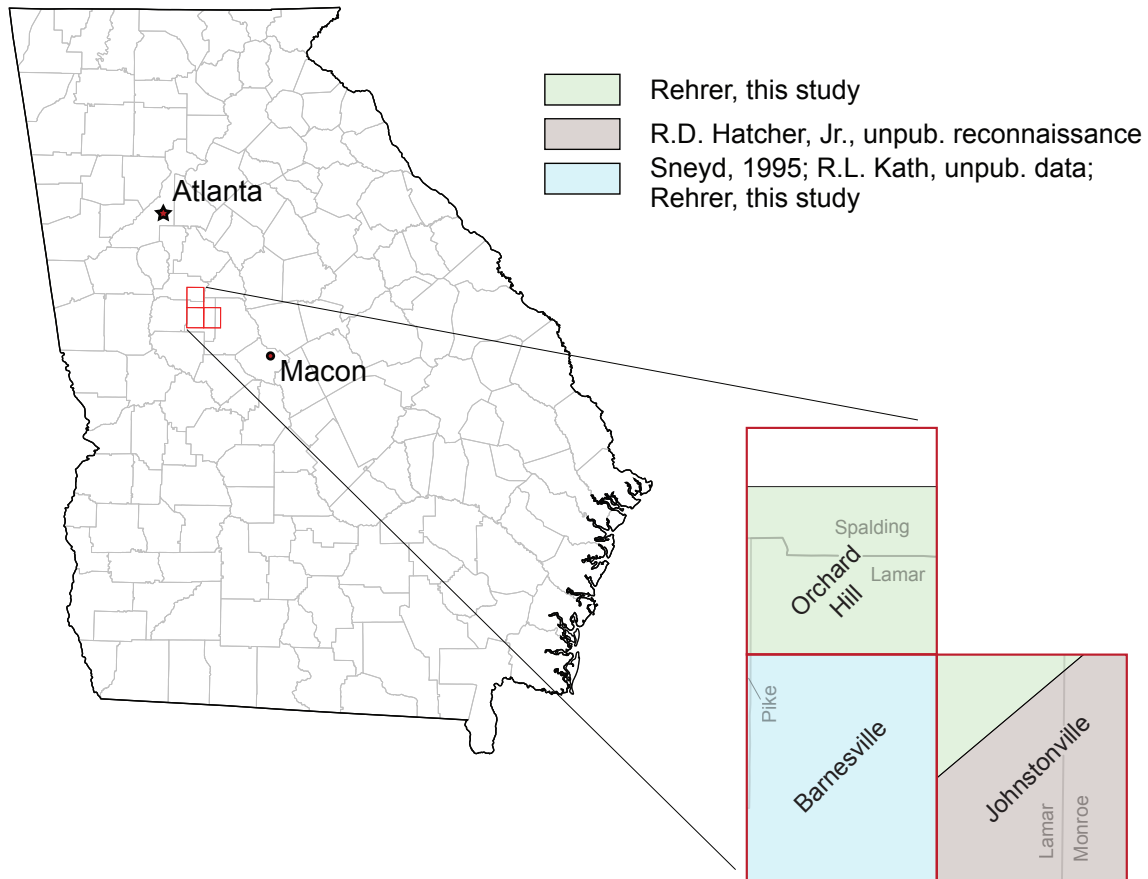 Rehrer, this study
R.D. Hatcher, Jr., unpub. reconnaissance
Sneyd, 1995; R.L. Kath, unpub. data;
Rehrer, this study
Atlanta
Macon
Spalding
Lamar
Orchard
Hill
Pike
Barnesville
Johnstonville
Lamar
Monroe